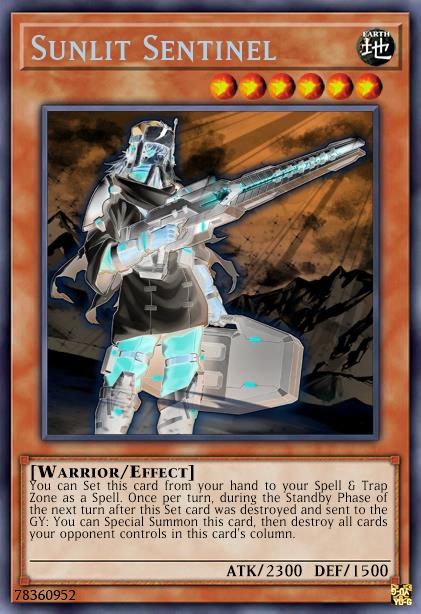 Sunlit Sentinel
EARTH
地
[Warrior/Effect]
You can Set this card from your hand to your Spell & Trap
Zone as a Spell. Once per turn, during the Standby Phase of
the next turn after this Set card was destroyed and sent to the
GY: You can Special Summon this card, then destroy all cards
your opponent controls in this card's column.
ATK/2300 DEF/1500
78360952